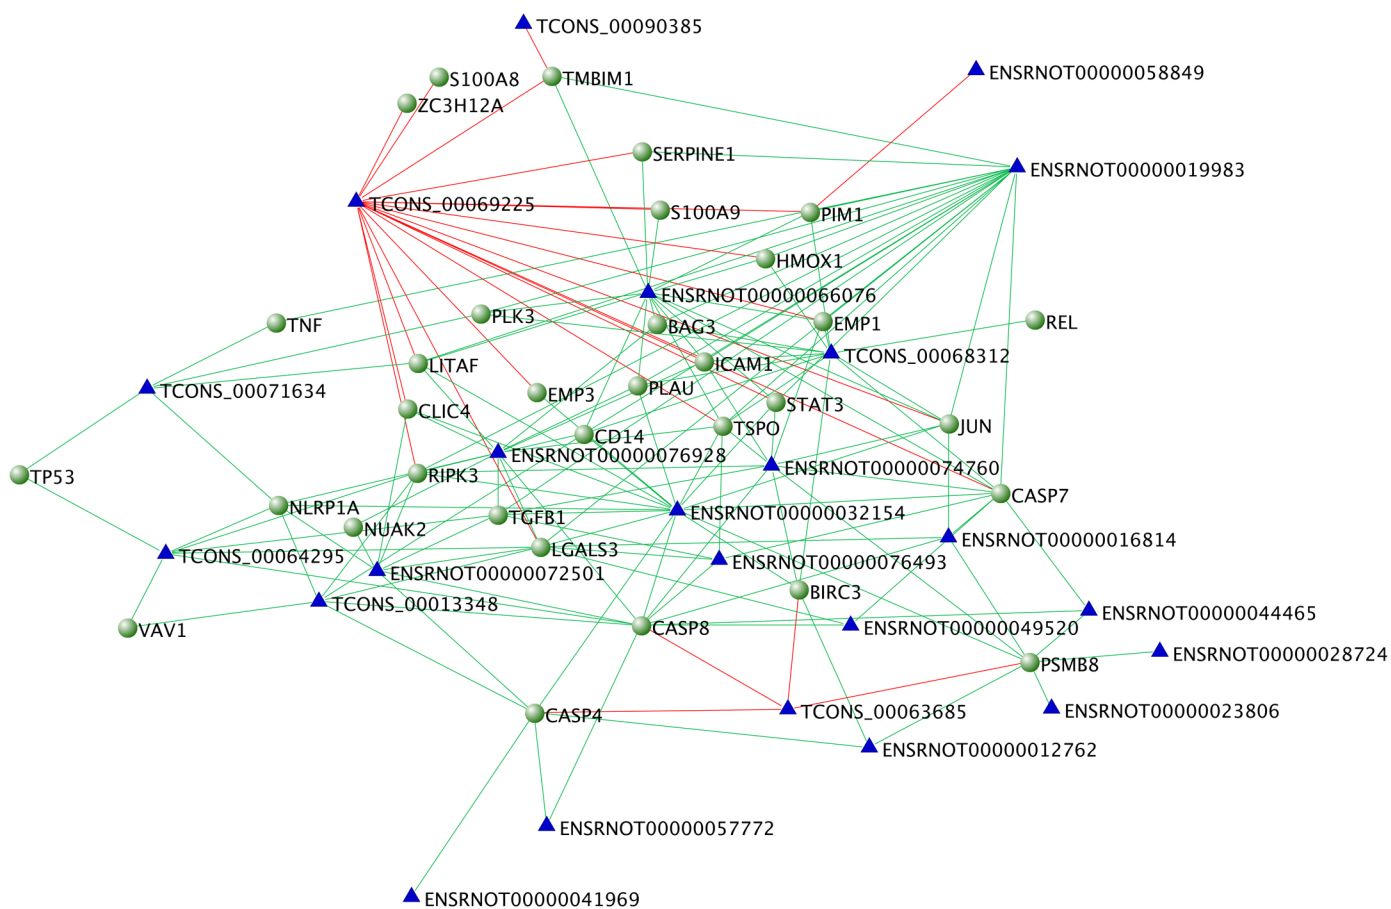 TCONS_00090385
S100A8
TMBIM1
ENSRNOT00000058849
ZC3H12A
SERPINE1
ENSRNOT00000019983
TCONS_00069225
S100A9
PIM1
HMOX1
ENSRNOT00000066076
TNF
PLK3
BAG3
EMP1
REL
TCONS_00068312
LITAF
ICAM1
TCONS_00071634
EMP3
PLAU
STAT3
CLIC4
TSPO
JUN
CD14
ENSRNOT00000076928
ENSRNOT00000074760
TP53
RIPK3
CASP7
NLRP1A
TGFB1
ENSRNOT00000032154
NUAK2
ENSRNOT00000016814
TCONS_00064295
LGALS3
ENSRNOT00000076493
ENSRNOT00000072501
BIRC3
TCONS_00013348
ENSRNOT00000044465
VAV1
CASP8
ENSRNOT00000049520
ENSRNOT00000028724
PSMB8
CASP4
TCONS_00063685
ENSRNOT00000023806
ENSRNOT00000012762
ENSRNOT00000057772
ENSRNOT00000041969